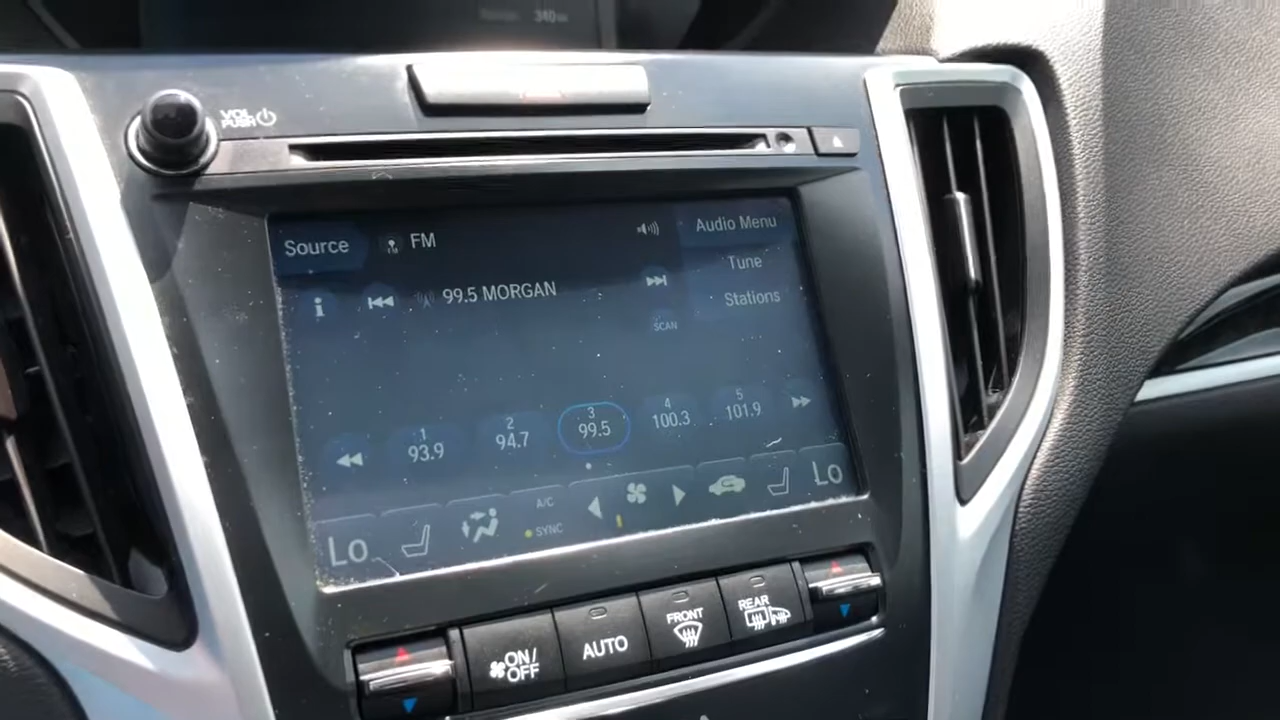 340
VOL
PUSH
Source
FM
Audio Menu
99.5 MORGAN
Tune
Stations
SCAN
1
93.9
2
94.7
3
99.5
4
100.3
5
101.9
Lo
A/C
SYNC
Lo
ON/
OFF
AUTO
FRONT
REAR